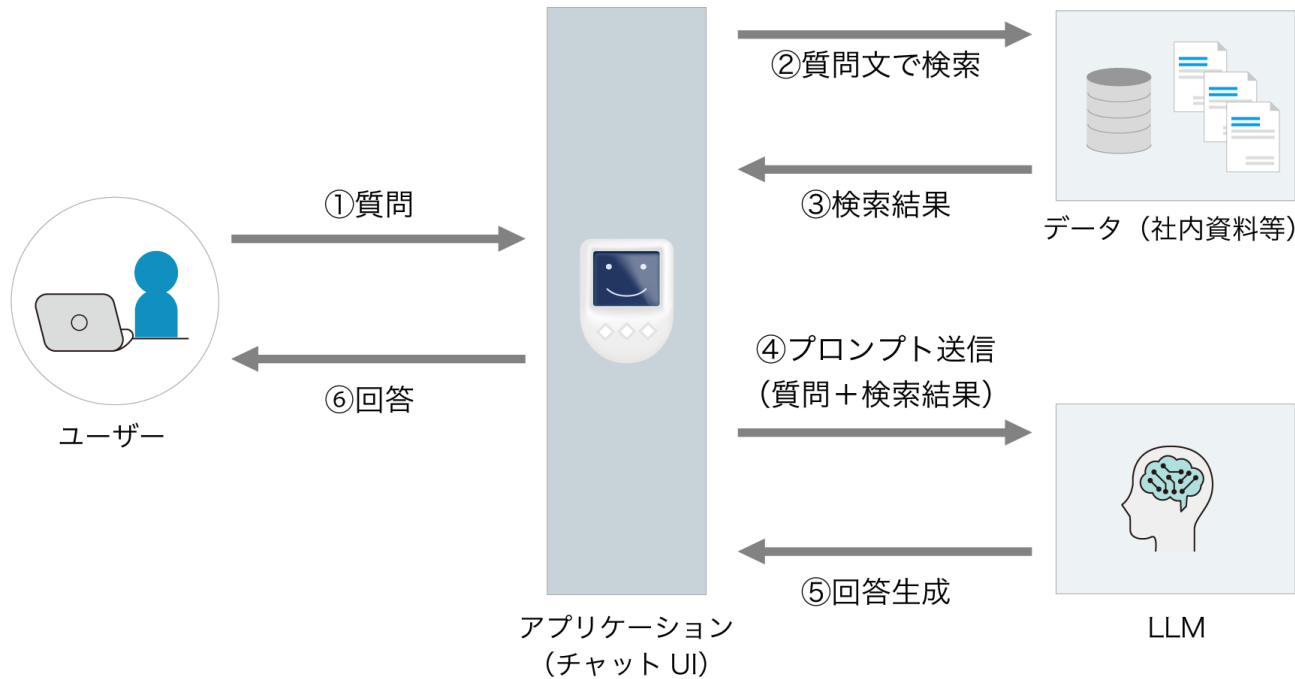 ①質問
⑥回答
ユーザー
アプリケーション
（チャット UI）
②質問文で検索
③検索結果
データ（社内資料等）
④プロンプト送信
（質問＋検索結果）
⑤回答生成
LLM